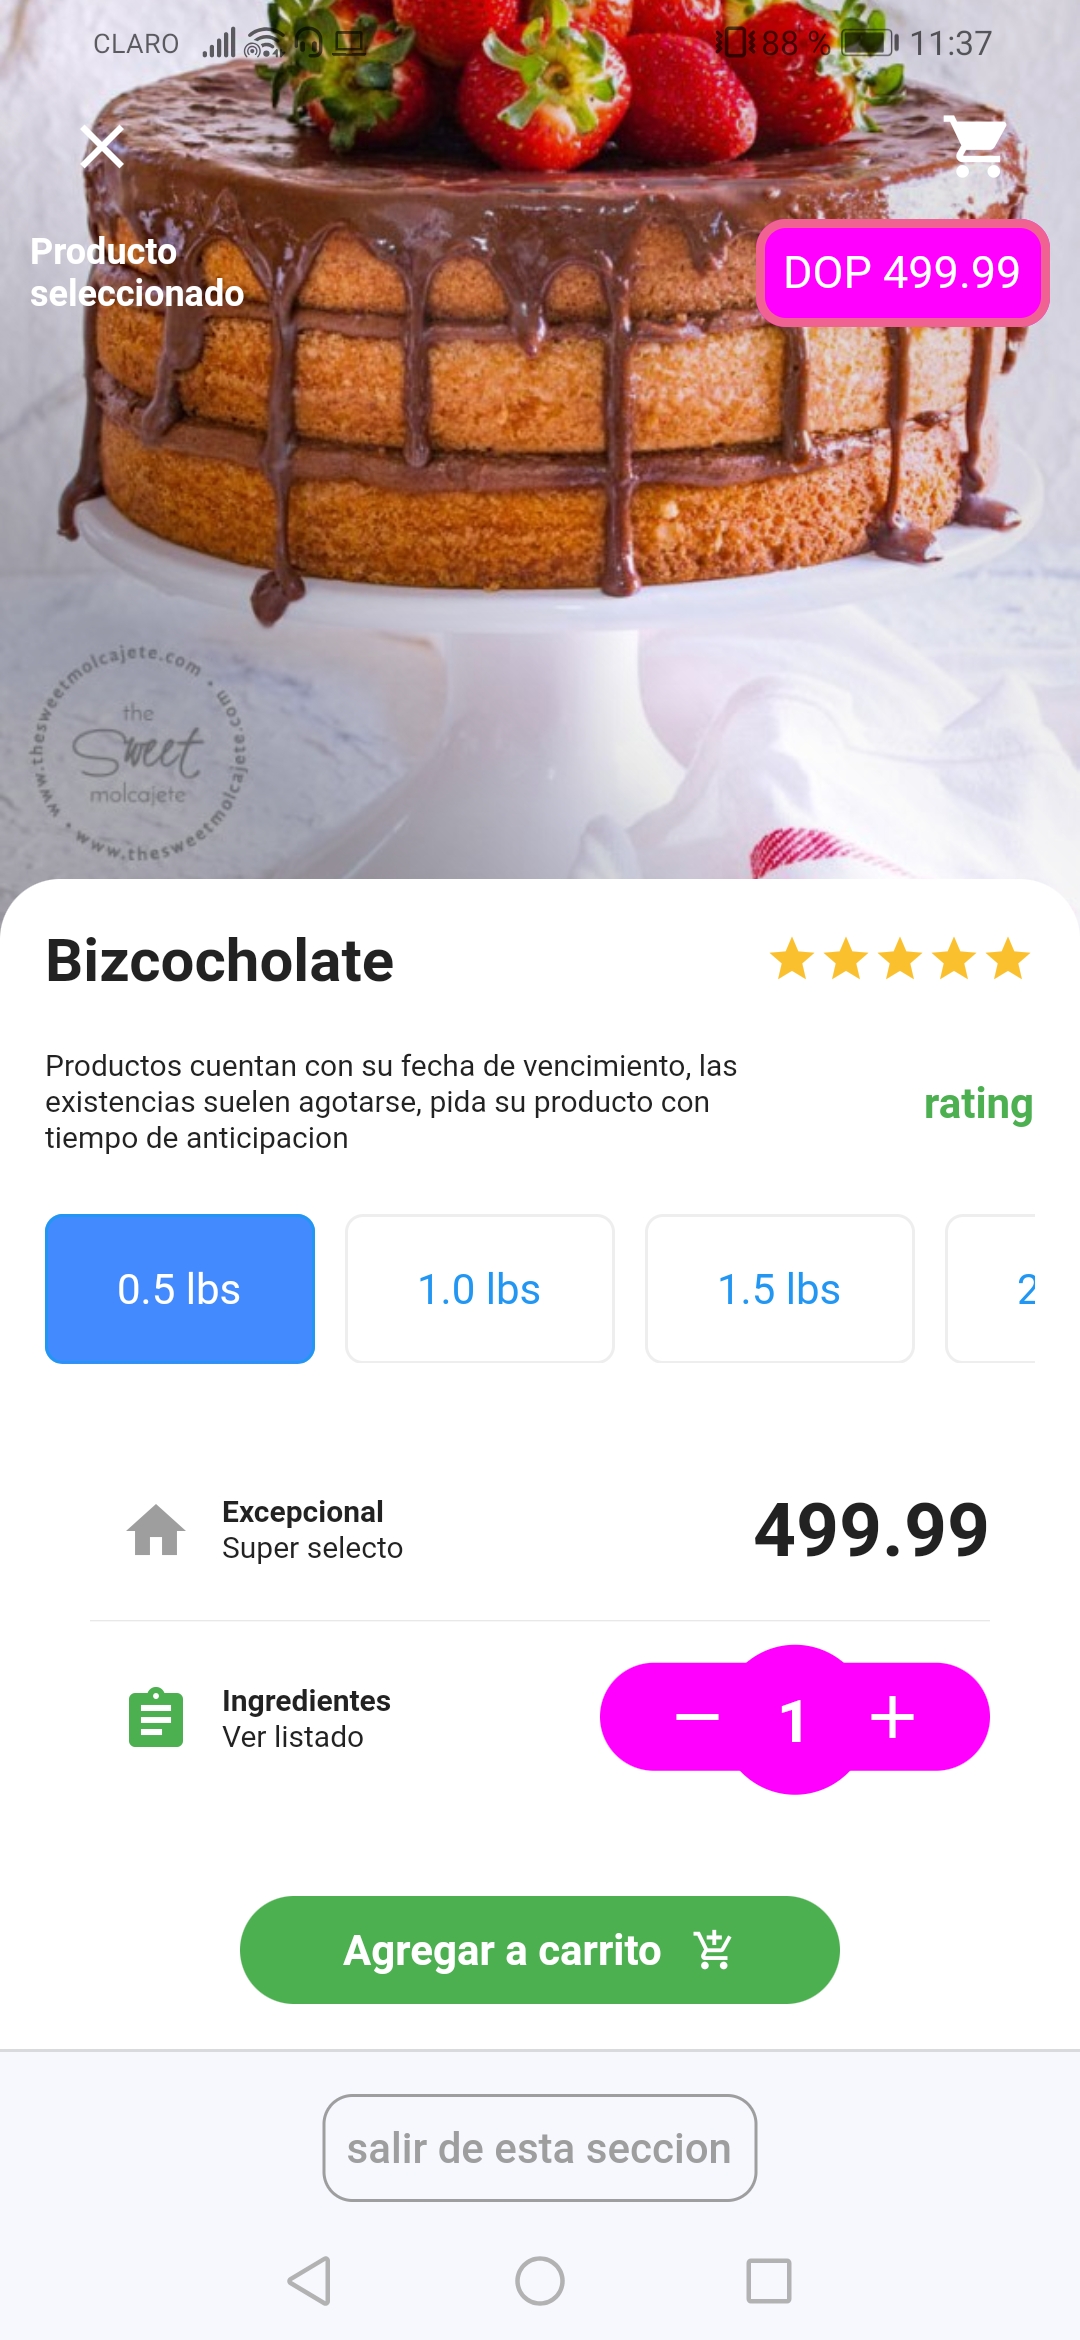 CLARO
88 %
11:37
Producto
seleccionado
DOP 499.99
www.thesweetmolcajete.com • www.thesweetmolcajete.com •
the
Sweet
molcajete
Bizcocholate
Productos cuentan con su fecha de vencimiento, las
existencias suelen agotarse, pida su producto con
tiempo de anticipacion
rating
0.5 lbs
1.0 lbs
1.5 lbs
2
Excepcional
Super selecto
499.99
Ingredientes
Ver listado
1
Agregar a carrito
salir de esta seccion